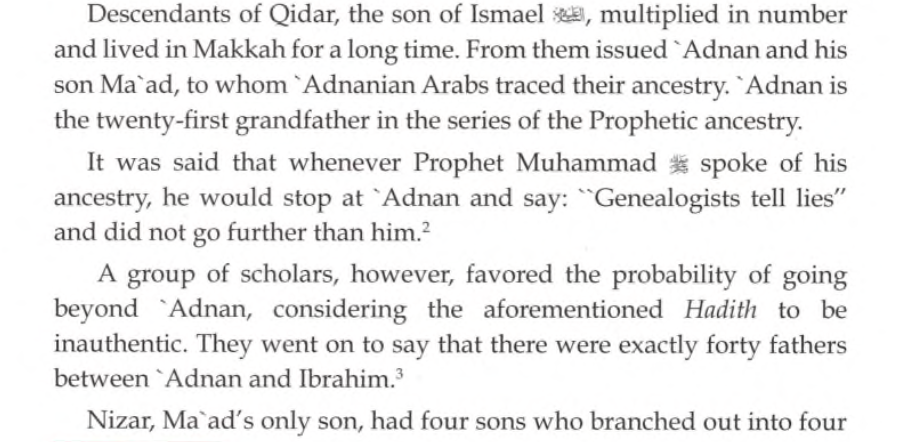 Descendants of Qidar, the son of Ismael , multiplied in number
and lived in Makkah for a long time. From them issued `Adnan and his
son Ma`ad, to whom `Adnanian Arabs traced their ancestry. `Adnan is
the twenty-first grandfather in the series of the Prophetic ancestry.
It was said that whenever Prophet Muhammad ﷺ spoke of his
ancestry, he would stop at `Adnan and say: ``Genealogists tell lies”
and did not go further than him.²
A group of scholars, however, favored the probability of going
beyond `Adnan, considering the aforementioned Hadith to be
inauthentic. They went on to say that there were exactly forty fathers
between `Adnan and Ibrahim.³
Nizar, Ma`ad’s only son, had four sons who branched out into four